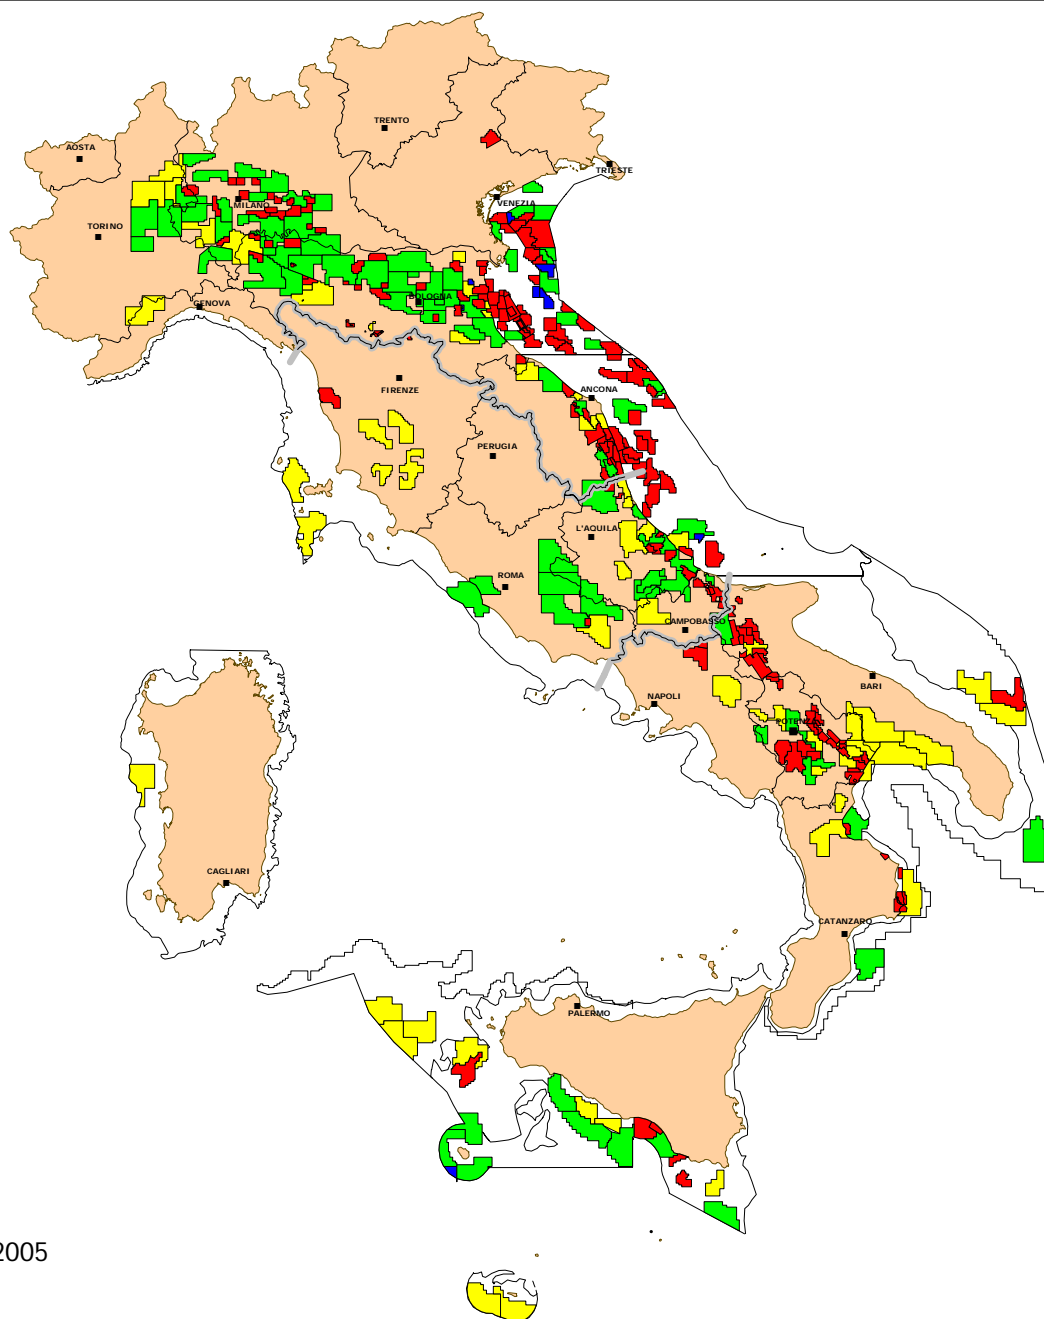 TRENTO
AOSTA
TRIESTE
VENEZIA
MILANO
TORINO
BOLOGNA
GENOVA
FIRENZE
ANCONA
PERUGIA
L'AQUILA
ROMA
CAMPOBASSO
BARI
NAPOLI
POTENZA
CAGLIARI
CATANZARO
PALERMO
2005